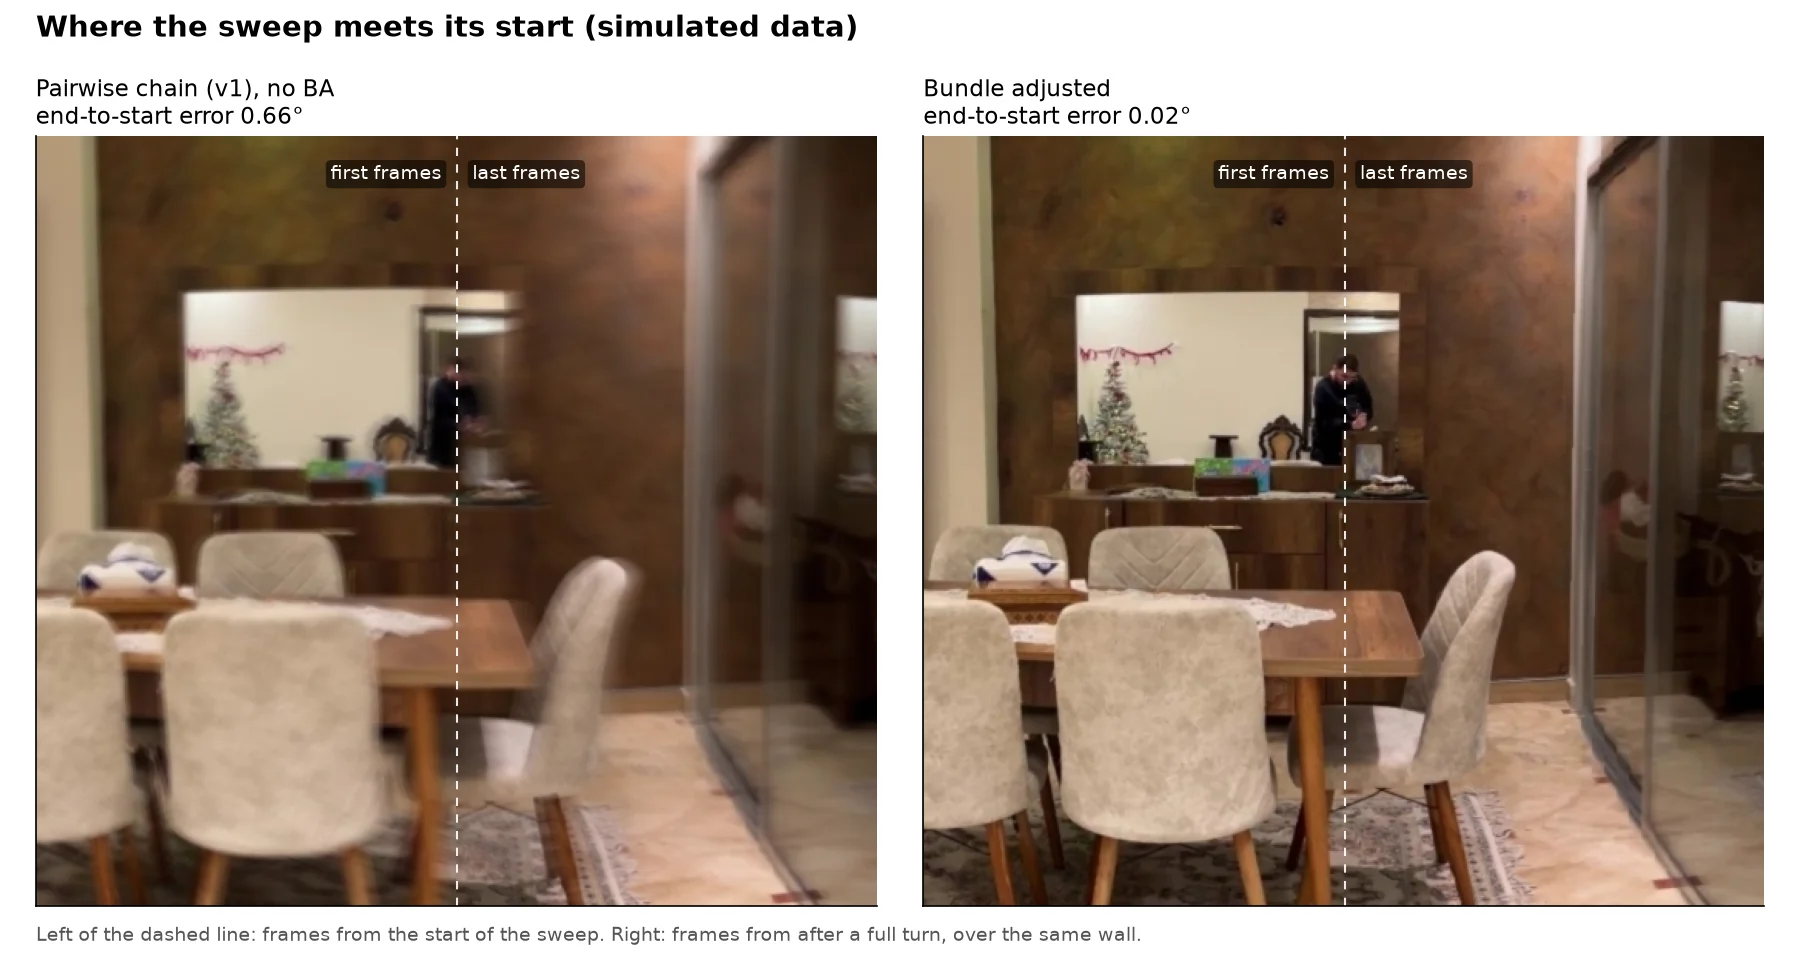 Where the sweep meets its start (simulated data)
Pairwise chain (v1), no BA
end-to-start error 0.66°
first frames
last frames
Bundle adjusted
end-to-start error 0.02°
first frames
last frames
Left of the dashed line: frames from the start of the sweep. Right: frames from after a full turn, over the same wall.